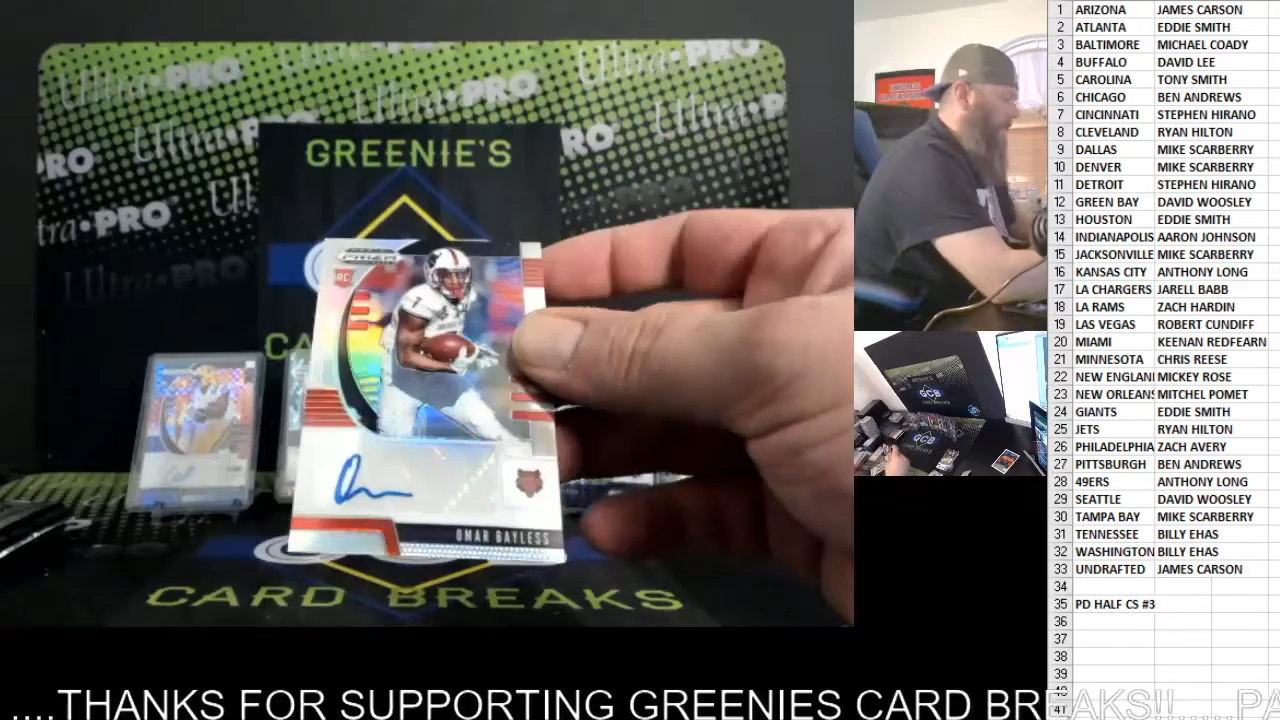 Ultra·PRO
GREENIE'S
PRIZM
RC
OMAR BAYLESS
CARD BREAKS
GCB
1 ARIZONA JAMES CARSON
2 ATLANTA EDDIE SMITH
3 BALTIMORE MICHAEL COADY
4 BUFFALO DAVID LEE
5 CAROLINA TONY SMITH
6 CHICAGO BEN ANDREWS
7 CINCINNATI STEPHEN HIRANO
8 CLEVELAND RYAN HILTON
9 DALLAS MIKE SCARBERRY
10 DENVER MIKE SCARBERRY
11 DETROIT STEPHEN HIRANO
12 GREEN BAY DAVID WOOSLEY
13 HOUSTON EDDIE SMITH
14 INDIANAPOLIS AARON JOHNSON
15 JACKSONVILLE MIKE SCARBERRY
16 KANSAS CITY ANTHONY LONG
17 LA CHARGERS JARELL BABB
18 LA RAMS ZACH HARDIN
19 LAS VEGAS ROBERT CUNDIFF
20 MIAMI KEENAN REDFEARN
21 MINNESOTA CHRIS REESE
22 NEW ENGLAN MICKEY ROSE
23 NEW ORLEANS MITCHEL POMET
24 GIANTS EDDIE SMITH
25 JETS RYAN HILTON
26 PHILADELPHIA ZACH AVERY
27 PITTSBURGH BEN ANDREWS
28 49ERS ANTHONY LONG
29 SEATTLE DAVID WOOSLEY
30 TAMPA BAY MIKE SCARBERRY
31 TENNESSEE BILLY EHAS
32 WASHINGTON BILLY EHAS
33 UNDRAFTED JAMES CARSON
34
35 PD HALF CS #3
36
37
38
39
40
41
....THANKS FOR SUPPORTING GREENIES CARD BREAKS!!.....PA